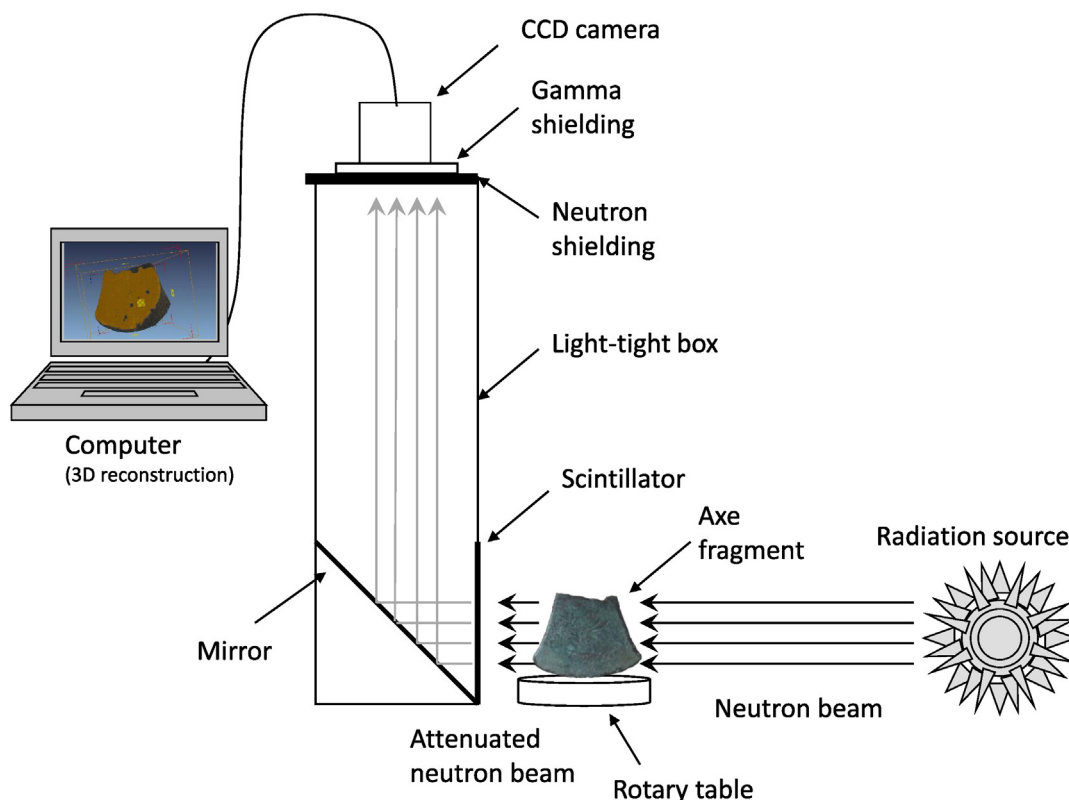 CCD camera
Gamma
shielding
Neutron
shielding
Light-tight box
Computer
(3D reconstruction)
Scintillator
Axe
fragment
Radiation source
Mirror
Neutron beam
Attenuated
neutron beam
Rotary table